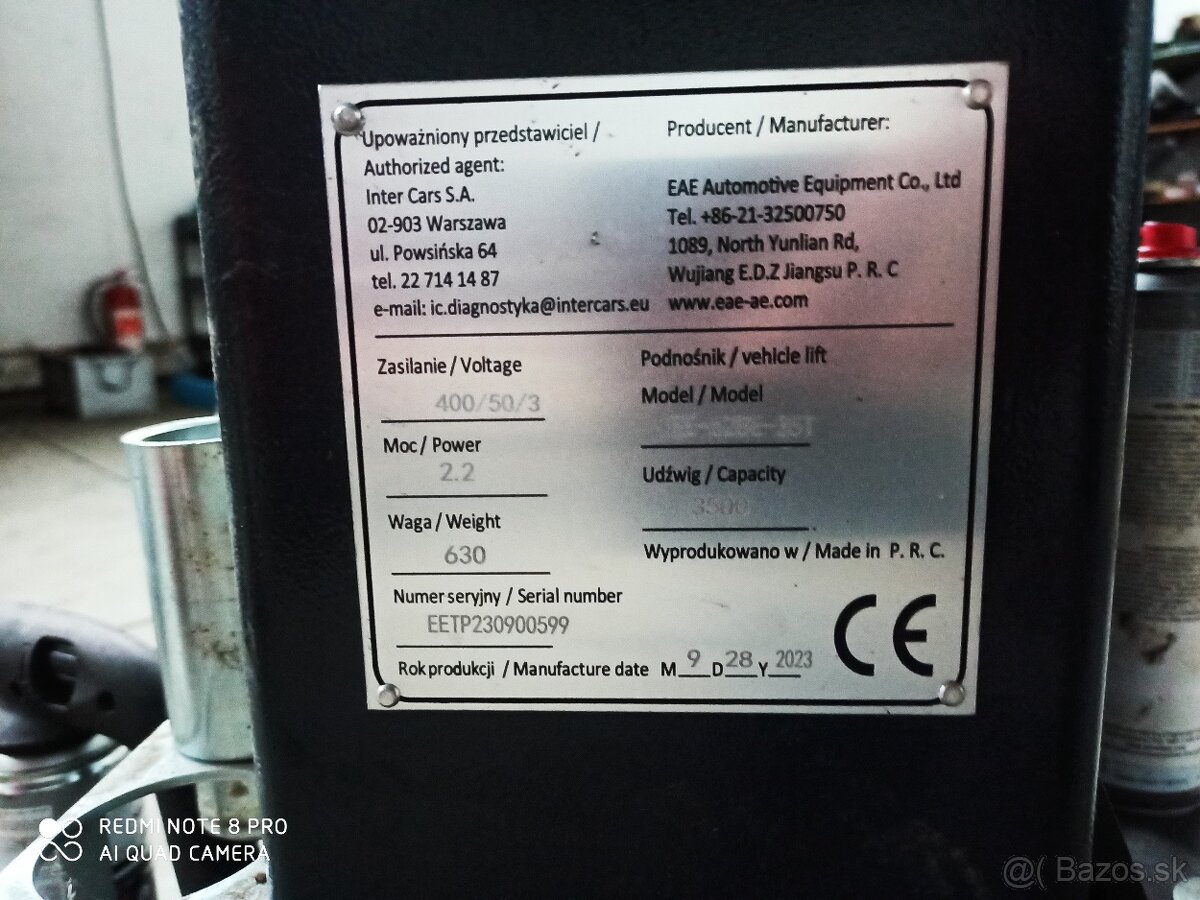 Upoważniony przedstawiciel /
Authorized agent:
Inter Cars S.A.
02-903 Warszawa
ul. Powsińska 64
tel. 22 714 14 87
e-mail: ic.diagnostyka@intercars.eu
Producent / Manufacturer:
EAE Automotive Equipment Co., Ltd
Tel. +86-21-32500750
1089, North Yunlian Rd,
Wujiang E.D.Z Jiangsu P. R. C
www.eae-ae.com
Zasilanie / Voltage
400/50/3
Moc / Power
2.2
Waga / Weight
630
Numer seryjny / Serial number
EETP230900599
Podnośnik / vehicle lift
Model / Model
Udźwig / Capacity
3500
Wyprodukowano w / Made in P. R. C.
Rok produkcji / Manufacture date M 9 D 28 Y 2023
CE
REDMI NOTE 8 PRO
AI QUAD CAMERA
@( Bazos.sk